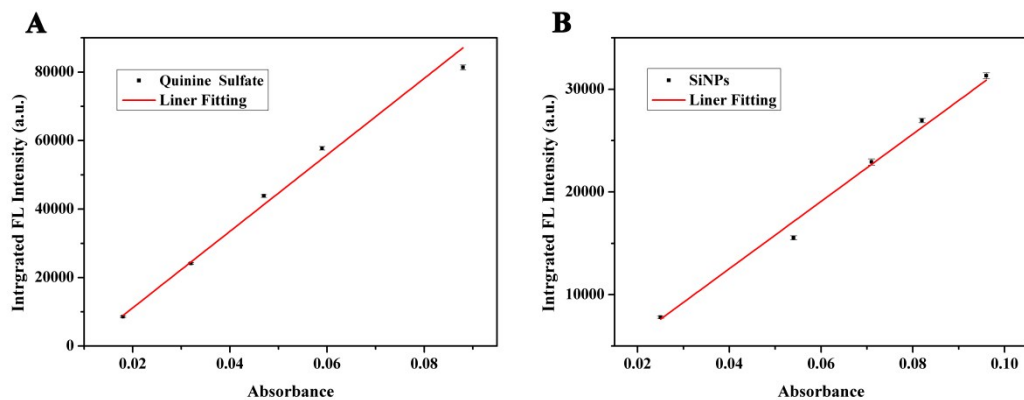 A
Quinine Sulfate
Liner Fitting
Intrgrated FL Intensity (a.u.)
80000
60000
40000
20000
0
0.02
0.04
0.06
0.08
Absorbance
B
SiNPs
Liner Fitting
Intrgrated FL Intensity (a.u.)
30000
20000
10000
0.02
0.04
0.06
0.08
0.10
Absorbance